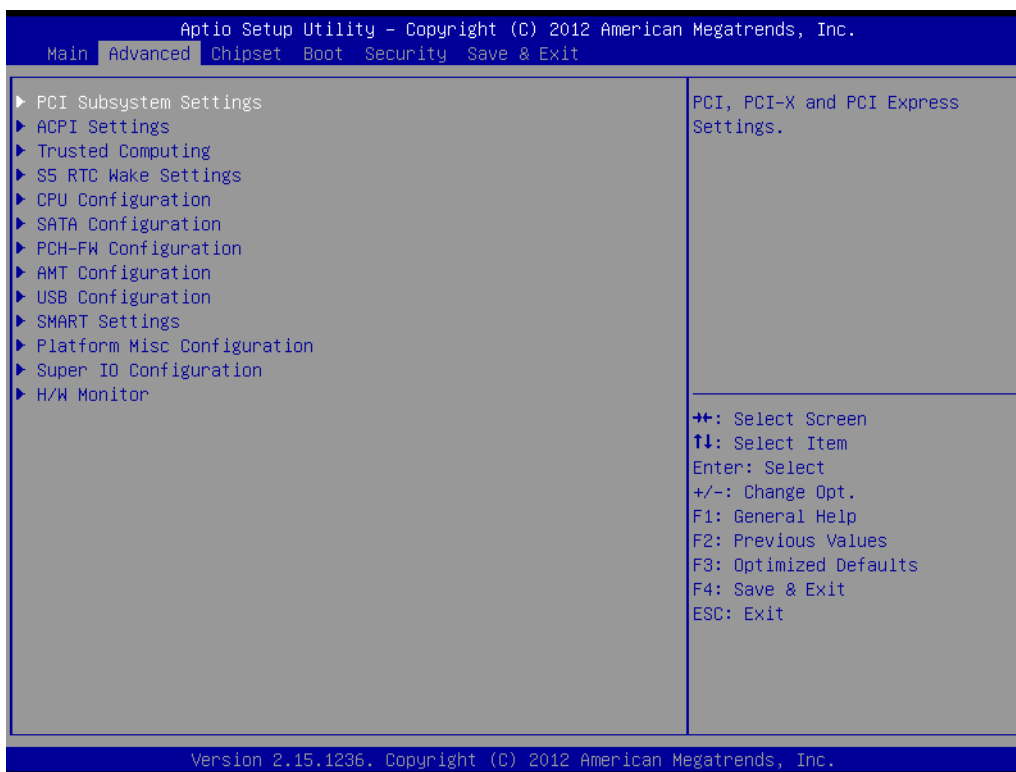 Aptio Setup Utility – Copyright (C) 2012 American Megatrends, Inc.
Main Advanced Chipset Boot Security Save & Exit
PCI Subsystem Settings
ACPI Settings
Trusted Computing
S5 RTC Wake Settings
CPU Configuration
SATA Configuration
PCH-FW Configuration
AMT Configuration
USB Configuration
SMART Settings
Platform Misc Configuration
Super IO Configuration
H/W Monitor
PCI, PCI-X and PCI Express
Settings.
→←: Select Screen
↑↓: Select Item
Enter: Select
+/-: Change Opt.
F1: General Help
F2: Previous Values
F3: Optimized Defaults
F4: Save & Exit
ESC: Exit
Version 2.15.1236. Copyright (C) 2012 American Megatrends, Inc.